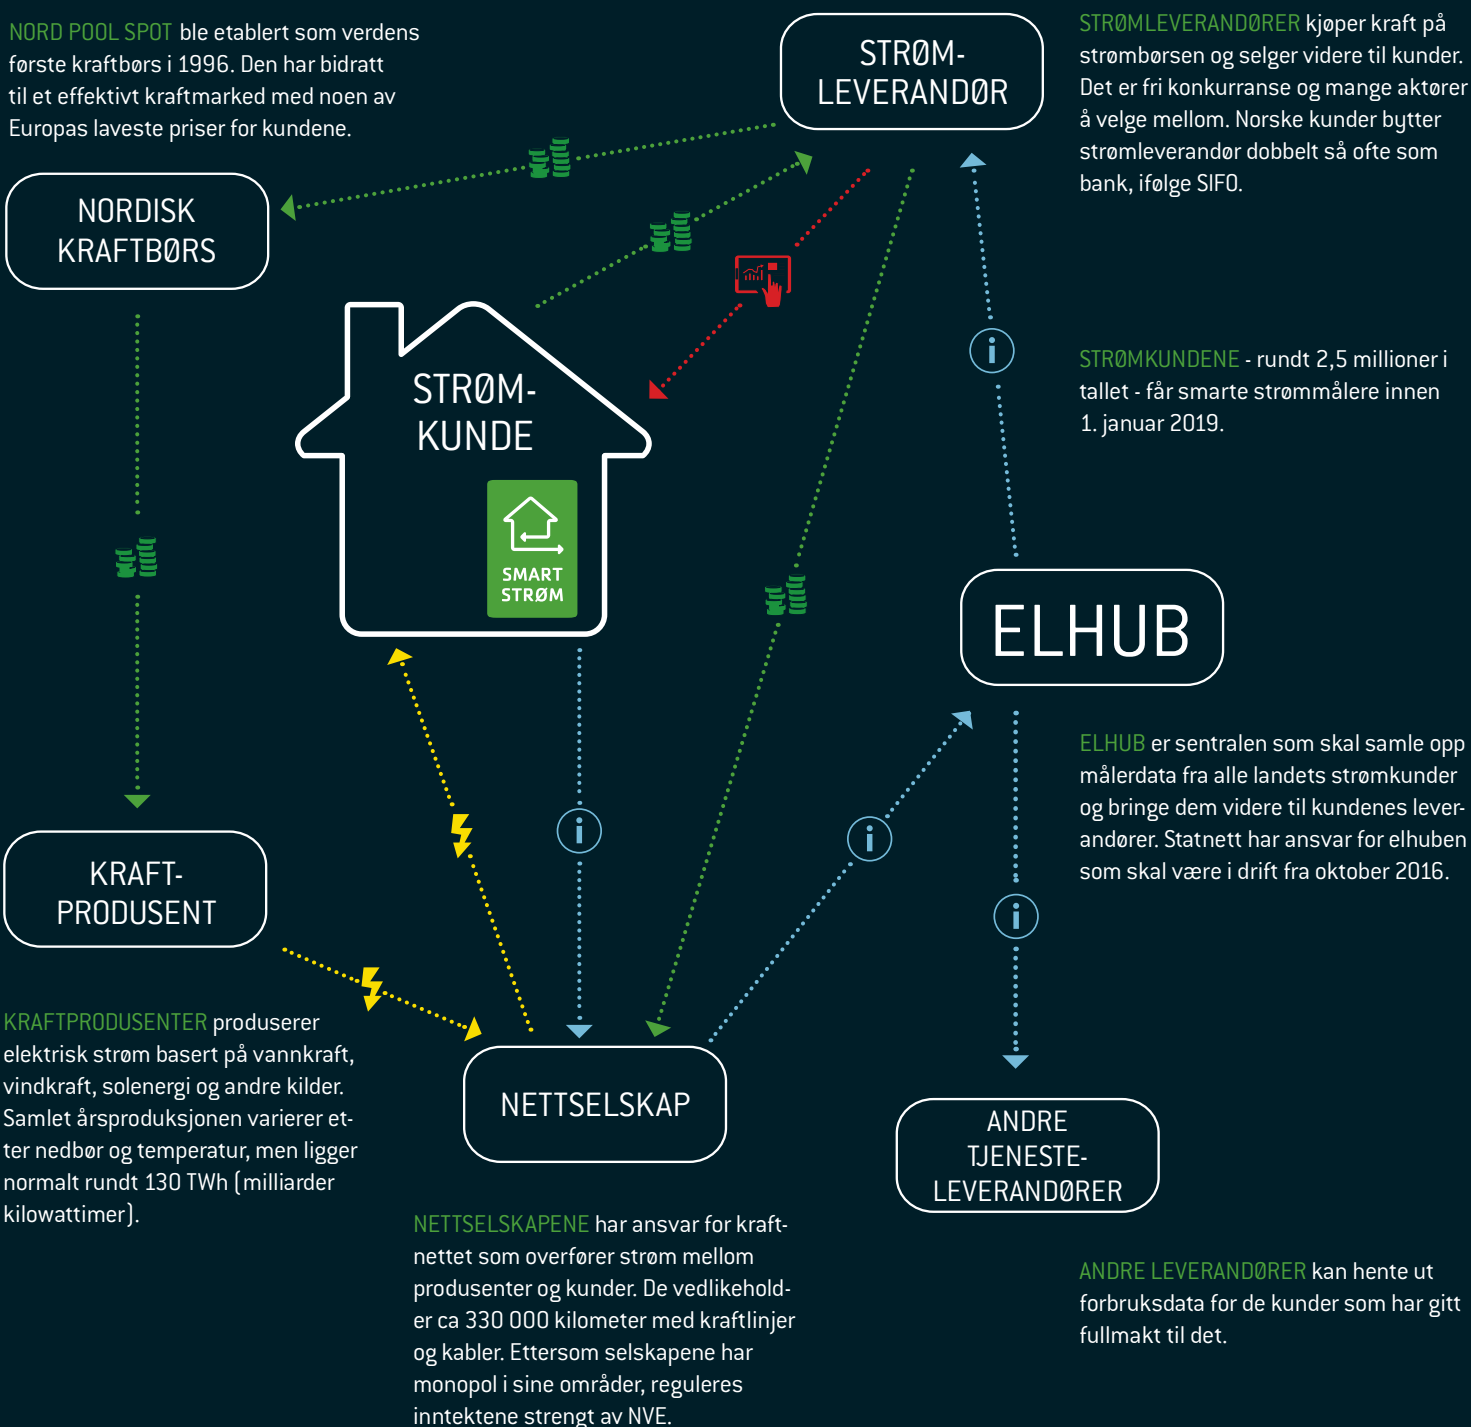 NORD POOL SPOT ble etablert som verdens
første kraftbørs i 1996. Den har bidratt
til et effektivt kraftmarked med noen av
Europas laveste priser for kundene.
STRØM-
LEVERANDØR
STRØMLEVERANDØRER kjøper kraft på
strømbørsen og selger videre til kunder.
Det er fri konkurranse og mange aktører
å velge mellom. Norske kunder bytter
strømleverandør dobbelt så ofte som
bank, ifølge SIFO.
NORDISK
KRAFTBØRS
STRØM-
KUNDE
SMART
STRØM
i
STRØMKUNDENE - rundt 2,5 millioner i
tallet - får smarte strømmålere innen
1. januar 2019.
ELHUB
ELHUB er sentralen som skal samle opp
målerdata fra alle landets strømkunder
og bringe dem videre til kundenes lever-
andører. Statnett har ansvar for elhuben
som skal være i drift fra oktober 2016.
i
i
i
KRAFT-
PRODUSENT
KRAFTPRODUSENTER produserer
elektrisk strøm basert på vannkraft,
vindkraft, solenergi og andre kilder.
Samlet årsproduksjonen varierer et-
ter nedbør og temperatur, men ligger
normalt rundt 130 TWh (milliarder
kilowattimer).
NETTSELSKAP
NETTSELSKAPENE har ansvar for kraft-
nettet som overfører strøm mellom
produsenter og kunder. De vedlikehold-
er ca 330 000 kilometer med kraftlinjer
og kabler. Ettersom selskapene har
monopol i sine områder, reguleres
inntektene strengt av NVE.
ANDRE
TJENESTE-
LEVERANDØRER
ANDRE LEVERANDØRER kan hente ut
forbruksdata for de kunder som har gitt
fullmakt til det.